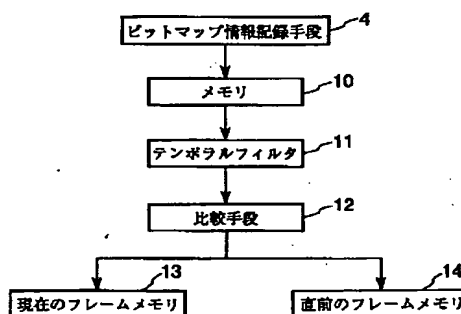 ビットマップ情報記録手段
4
メモリ
10
テンポラルフィルタ
11
比較手段
12
13
現在のフレームメモリ
14
直前のフレームメモリ